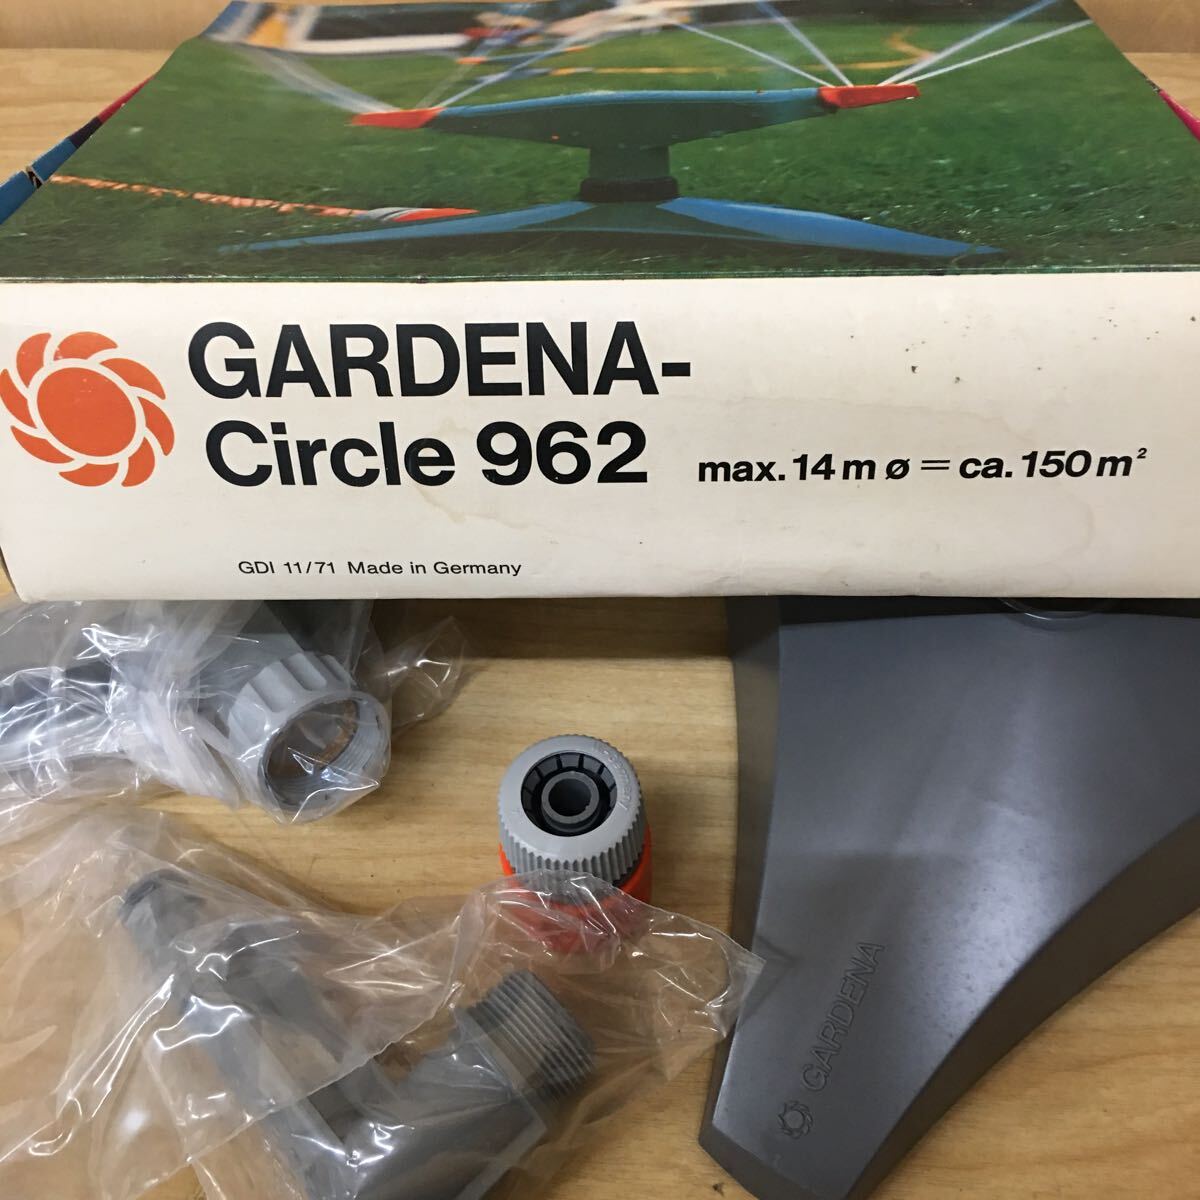 GARDENA-
Circle 962
max. 14 m ø = ca. 150 m²
GDI 11/71 Made in Germany
GARDENA